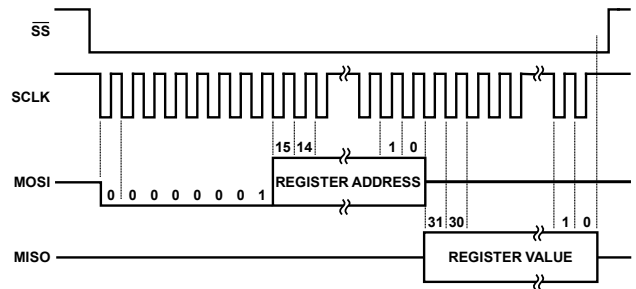 SS
SCLK
15 14 1 0
MOSI 0 0 0 0 0 0 0 1 REGISTER ADDRESS
31 30 1 0
MISO REGISTER VALUE